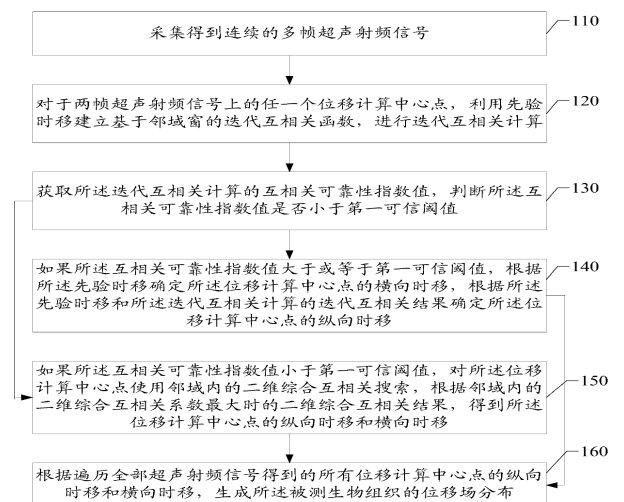 采集得到连续的多帧超声射频信号
110
对于两帧超声射频信号上的任一个位移计算中心点，利用先验
时移建立基于邻域窗的迭代互相关函数，进行迭代互相关计算
120
获取所述迭代互相关计算的互相关可靠性指数值，判断所述互
相关可靠性指数值是否小于第一可信阈值
130
如果所述互相关可靠性指数值大于或等于第一可信阈值，根据
所述先验时移确定所述位移计算中心点的横向时移，根据所述
先验时移和所述迭代互相关计算的迭代互相关结果确定所述位
移计算中心点的纵向时移
140
如果所述互相关可靠性指数值小于第一可信阈值，对所述位移
计算中心点使用邻域内的二维综合互相关搜索，根据邻域内的
二维综合互相关系数最大时的二维综合互相关结果，得到所述
位移计算中心点的纵向时移和横向时移
150
根据遍历全部超声射频信号得到的所有位移计算中心点的纵向
时移和横向时移，生成所述被测生物组织的位移场分布
160